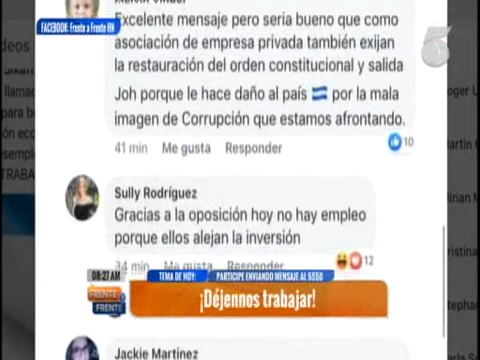 FACEBOOK: Frente a Frente HN
Excelente mensaje pero seria bueno que como
asociación de empresa privada también exijan
la restauración del orden constitucional y salida
Joh porque le hace daño al país por la mala
imagen de Corrupción que estamos afrontando.
10
41 min Me gusta Responder
Sully Rodríguez
Gracias a la oposición hoy no hay empleo
porque ellos alejan la inversión
12
34 min Me gusta Responder
08:27 AM
TEMA DE HOY: PARTICIPE ENVIANDO MENSAJE AL 5550
FRENTE
a
FRENTE
¡Déjennos trabajar!
Jackie Martinez
5